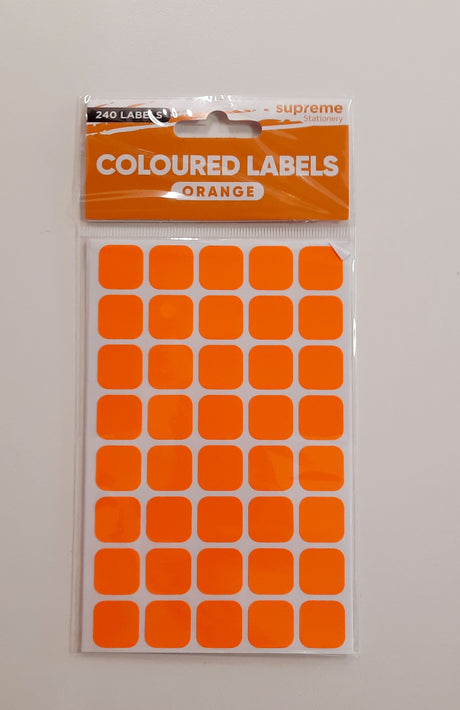 240 LABELS
supreme
Stationery
COLOURED LABELS
ORANGE